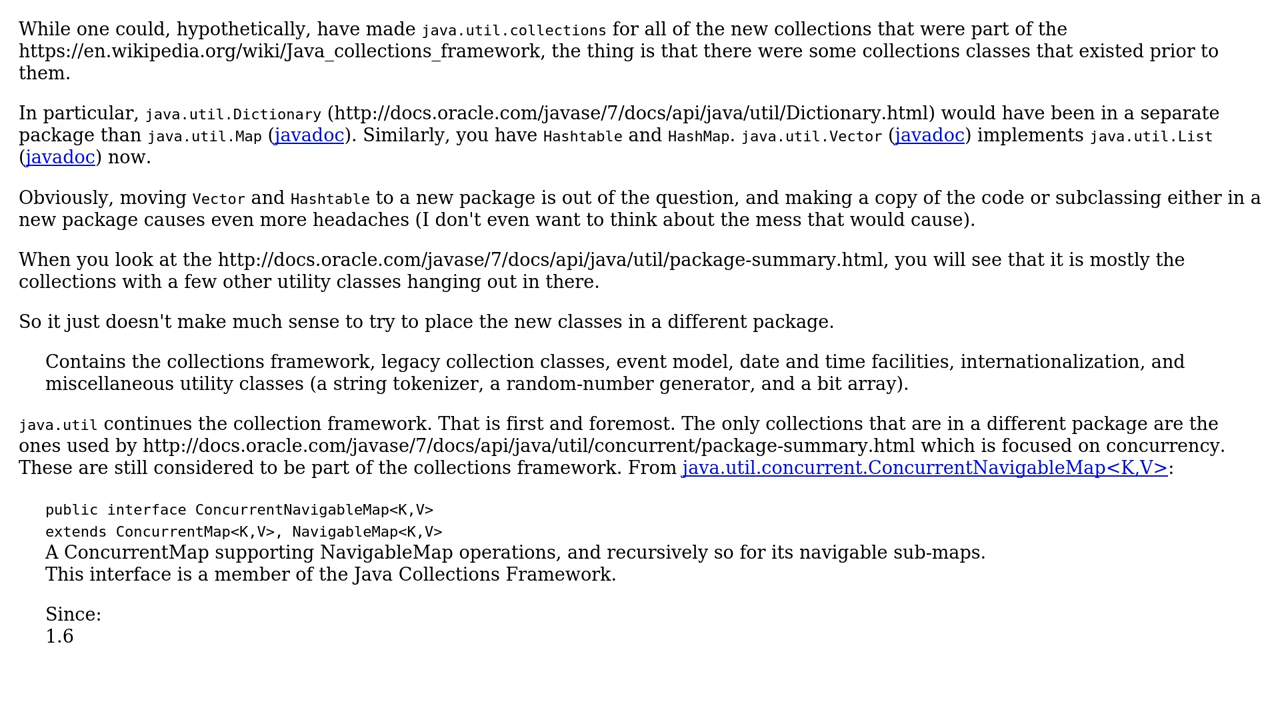 While one could, hypothetically, have made java.util.collections for all of the new collections that were part of the
https://en.wikipedia.org/wiki/Java_collections_framework, the thing is that there were some collections classes that existed prior to
them.
In particular, java.util.Dictionary (http://docs.oracle.com/javase/7/docs/api/java/util/Dictionary.html) would have been in a separate
package than java.util.Map (javadoc). Similarly, you have Hashtable and HashMap. java.util.Vector (javadoc) implements java.util.List
(javadoc) now.
Obviously, moving Vector and Hashtable to a new package is out of the question, and making a copy of the code or subclassing either in a
new package causes even more headaches (I don't even want to think about the mess that would cause).
When you look at the http://docs.oracle.com/javase/7/docs/api/java/util/package-summary.html, you will see that it is mostly the
collections with a few other utility classes hanging out in there.
So it just doesn't make much sense to try to place the new classes in a different package.
Contains the collections framework, legacy collection classes, event model, date and time facilities, internationalization, and
miscellaneous utility classes (a string tokenizer, a random-number generator, and a bit array).
java.util continues the collection framework. That is first and foremost. The only collections that are in a different package are the
ones used by http://docs.oracle.com/javase/7/docs/api/java/util/concurrent/package-summary.html which is focused on concurrency.
These are still considered to be part of the collections framework. From java.util.concurrent.ConcurrentNavigableMap<K,V>:
public interface ConcurrentNavigableMap<K,V>
extends ConcurrentMap<K,V>, NavigableMap<K,V>
A ConcurrentMap supporting NavigableMap operations, and recursively so for its navigable sub-maps.
This interface is a member of the Java Collections Framework.
Since:
1.6